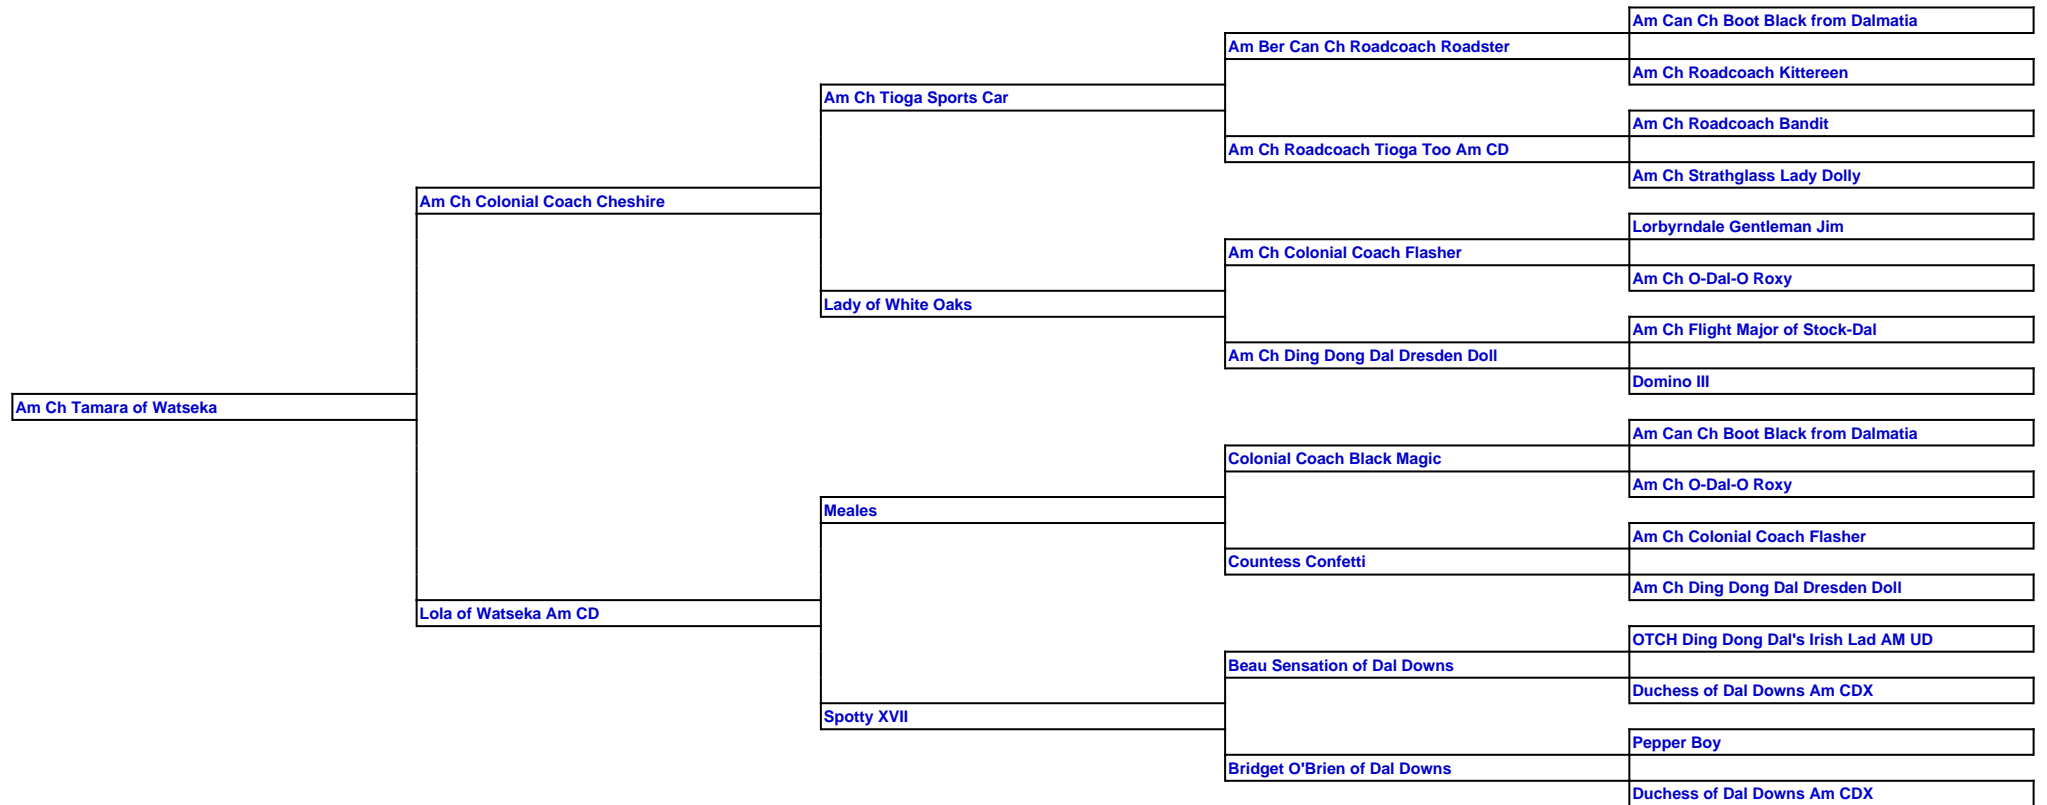 Am Can Ch Boot Black from Dalmatia
Am Ber Can Ch Roadcoach Roadster
Am Ch Roadcoach Kittereen
Am Ch Tioga Sports Car
Am Ch Roadcoach Bandit
Am Ch Roadcoach Tioga Too Am CD
Am Ch Strathglass Lady Dolly
Am Ch Colonial Coach Cheshire
Lorbyrndale Gentleman Jim
Am Ch Colonial Coach Flasher
Am Ch O-Dal-O Roxy
Lady of White Oaks
Am Ch Flight Major of Stock-Dal
Am Ch Ding Dong Dal Dresden Doll
Domino III
Am Ch Tamara of Watseka
Am Can Ch Boot Black from Dalmatia
Colonial Coach Black Magic
Am Ch O-Dal-O Roxy
Meales
Am Ch Colonial Coach Flasher
Countess Confetti
Am Ch Ding Dong Dal Dresden Doll
Lola of Watseka Am CD
OTCH Ding Dong Dal's Irish Lad AM UD
Beau Sensation of Dal Downs
Duchess of Dal Downs Am CDX
Spotty XVII
Pepper Boy
Bridget O'Brien of Dal Downs
Duchess of Dal Downs Am CDX